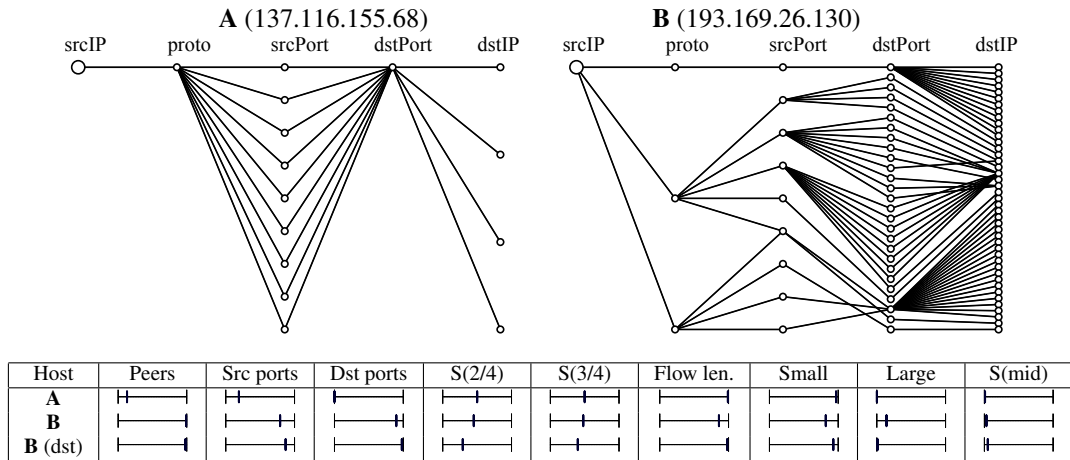 A (137.116.155.68)
srcIP proto srcPort dstPort dstIP
B (193.169.26.130)
srcIP proto srcPort dstPort dstIP
Host Peers Src ports Dst ports S(2/4) S(3/4) Flow len. Small Large S(mid)
A
B
B (dst)